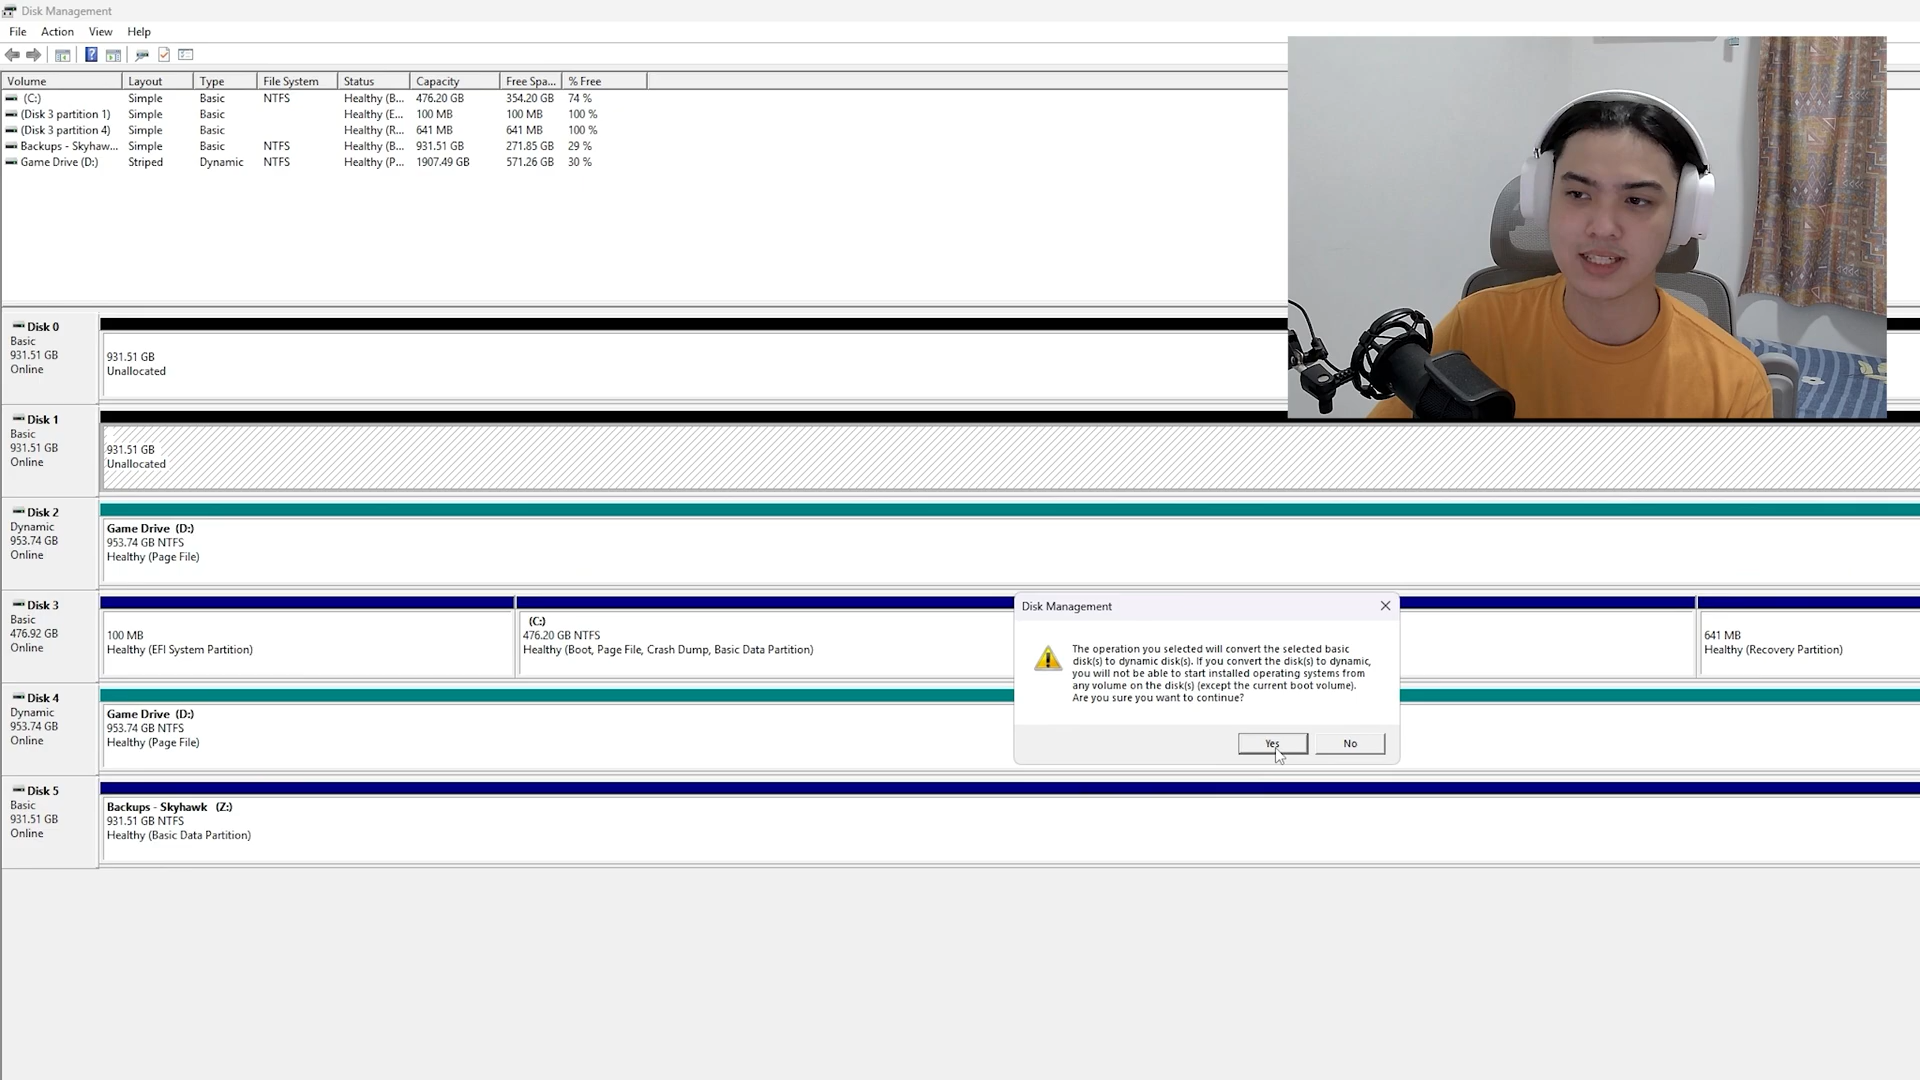 Disk Management
File Action View Help
Volume Layout Type File System Status Capacity Free Spa... % Free
(C:) Simple Basic NTFS Healthy (B... 476.20 GB 354.20 GB 74 %
(Disk 3 partition 1) Simple Basic Healthy (E... 100 MB 100 MB 100 %
(Disk 3 partition 4) Simple Basic Healthy (R... 641 MB 641 MB 100 %
Backups - Skyhaw... Simple Basic NTFS Healthy (B... 931.51 GB 271.85 GB 29 %
Game Drive (D:) Striped Dynamic NTFS Healthy (P... 1907.49 GB 571.26 GB 30 %
Disk 0
Basic
931.51 GB
Online
931.51 GB
Unallocated
Disk 1
Basic
931.51 GB
Online
931.51 GB
Unallocated
Disk 2
Dynamic
953.74 GB
Online
Game Drive (D:)
953.74 GB NTFS
Healthy (Page File)
Disk 3
Basic
476.92 GB
Online
100 MB
Healthy (EFI System Partition)
(C:)
476.20 GB NTFS
Healthy (Boot, Page File, Crash Dump, Basic Data Partition)
641 MB
Healthy (Recovery Partition)
Disk 4
Dynamic
953.74 GB
Online
Game Drive (D:)
953.74 GB NTFS
Healthy (Page File)
Disk 5
Basic
931.51 GB
Online
Backups - Skyhawk (Z:)
931.51 GB NTFS
Healthy (Basic Data Partition)
Disk Management
The operation you selected will convert the selected basic
disk(s) to dynamic disk(s). If you convert the disk(s) to dynamic,
you will not be able to start installed operating systems from
any volume on the disk(s) (except the current boot volume).
Are you sure you want to continue?
Yes No